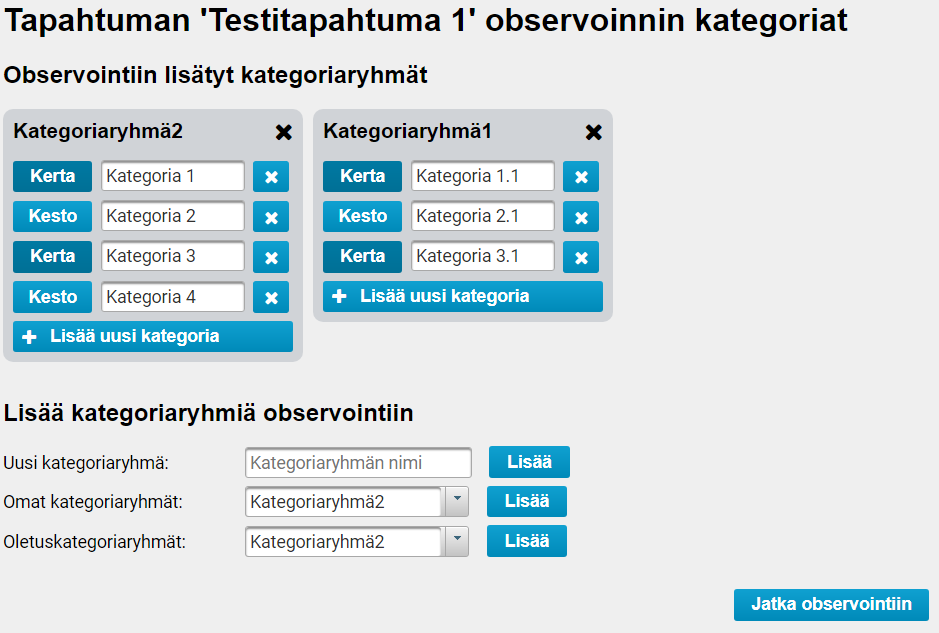 Tapahtuman 'Testitapahtuma 1' observoinnin kategoriat
Observointiin lisätyt kategoriaryhmät
Kategoriaryhmä2
Kerta Kategoria 1
Kesto Kategoria 2
Kerta Kategoria 3
Kesto Kategoria 4
Lisää uusi kategoria
Kategoriaryhmä1
Kerta Kategoria 1.1
Kesto Kategoria 2.1
Kerta Kategoria 3.1
Lisää uusi kategoria
Lisää kategoriaryhmiä observointiin
Uusi kategoriaryhmä: Kategoriaryhmän nimi Lisää
Omat kategoriaryhmät: Kategoriaryhmä2 Lisää
Oletuskategoriaryhmät: Kategoriaryhmä2 Lisää
Jatka observointiin